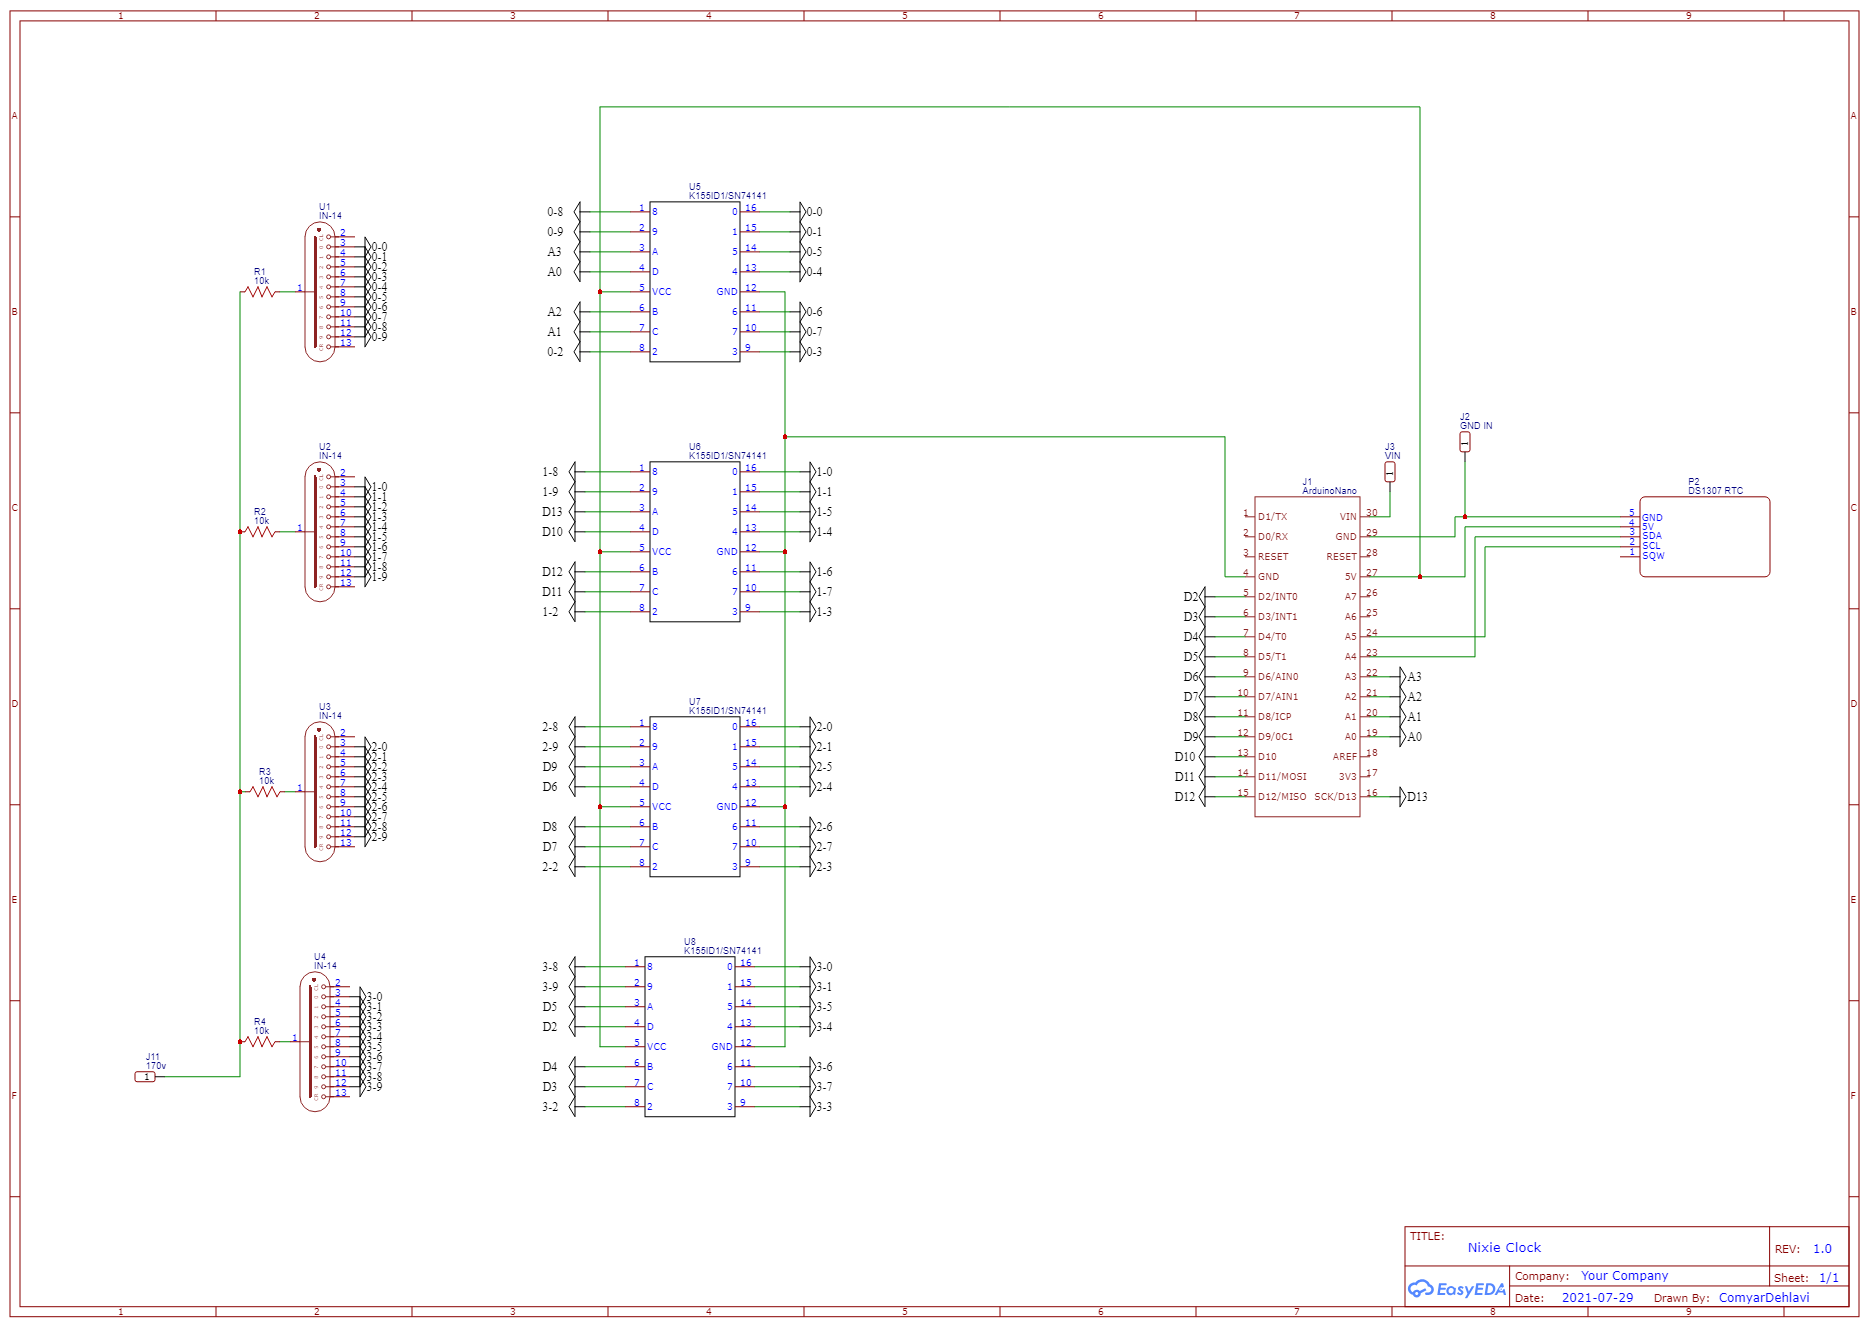 1 2 3 4 5 6 7 8 9
A A
B B
C C
D D
E E
F F
U1
IN-14
R1
10k
1
2
3
4
5
6
7
8
9
10
11
12
13
0-0
0-1
0-2
0-3
0-4
0-5
0-6
0-7
0-8
0-9
U2
IN-14
R2
10k
1
2
3
4
5
6
7
8
9
10
11
12
13
1-0
1-1
1-2
1-3
1-4
1-5
1-6
1-7
1-8
1-9
U3
IN-14
R3
10k
1
2
3
4
5
6
7
8
9
10
11
12
13
2-0
2-1
2-2
2-3
2-4
2-5
2-6
2-7
2-8
2-9
U4
IN-14
R4
10k
1
2
3
4
5
6
7
8
9
10
11
12
13
3-0
3-1
3-2
3-3
3-4
3-5
3-6
3-7
3-8
3-9
J11
170v
1
U5
K155ID1/SN74141
0-8 1 8 0 16 0-0
0-9 2 9 1 15 0-1
A3 3 A 5 14 0-5
A0 4 D 4 13 0-4
5 VCC GND 12
A2 6 B 6 11 0-6
A1 7 C 7 10 0-7
0-2 8 2 3 9 0-3
U6
K155ID1/SN74141
1-8 1 8 0 16 1-0
1-9 2 9 1 15 1-1
D13 3 A 5 14 1-5
D10 4 D 4 13 1-4
5 VCC GND 12
D12 6 B 6 11 1-6
D11 7 C 7 10 1-7
1-2 8 2 3 9 1-3
U7
K155ID1/SN74141
2-8 1 8 0 16 2-0
2-9 2 9 1 15 2-1
D9 3 A 5 14 2-5
D6 4 D 4 13 2-4
5 VCC GND 12
D8 6 B 6 11 2-6
D7 7 C 7 10 2-7
2-2 8 2 3 9 2-3
U8
K155ID1/SN74141
3-8 1 8 0 16 3-0
3-9 2 9 1 15 3-1
D5 3 A 5 14 3-5
D2 4 D 4 13 3-4
5 VCC GND 12
D4 6 B 6 11 3-6
D3 7 C 7 10 3-7
3-2 8 2 3 9 3-3
J2
GND IN
1
J3
VIN
1
J1
ArduinoNano
1 D1/TX VIN 30
2 D0/RX GND 29
3 RESET RESET 28
4 GND 5V 27
D2 5 D2/INT0 A7 26
D3 6 D3/INT1 A6 25
D4 7 D4/T0 A5 24
D5 8 D5/T1 A4 23
D6 9 D6/AIN0 A3 22 A3
D7 10 D7/AIN1 A2 21 A2
D8 11 D8/ICP A1 20 A1
D9 12 D9/0C1 A0 19 A0
D10 13 D10 AREF 18
D11 14 D11/MOSI 3V3 17
D12 15 D12/MISO SCK/D13 16 D13
P2
DS1307 RTC
5 GND
4 5V
3 SDA
2 SCL
1 SQW
TITLE:
Nixie Clock
REV: 1.0
EasyEDA
Company: Your Company
Sheet: 1/1
Date: 2021-07-29 Drawn By: ComyarDehlavi
1 2 3 4 5 6 7 8 9